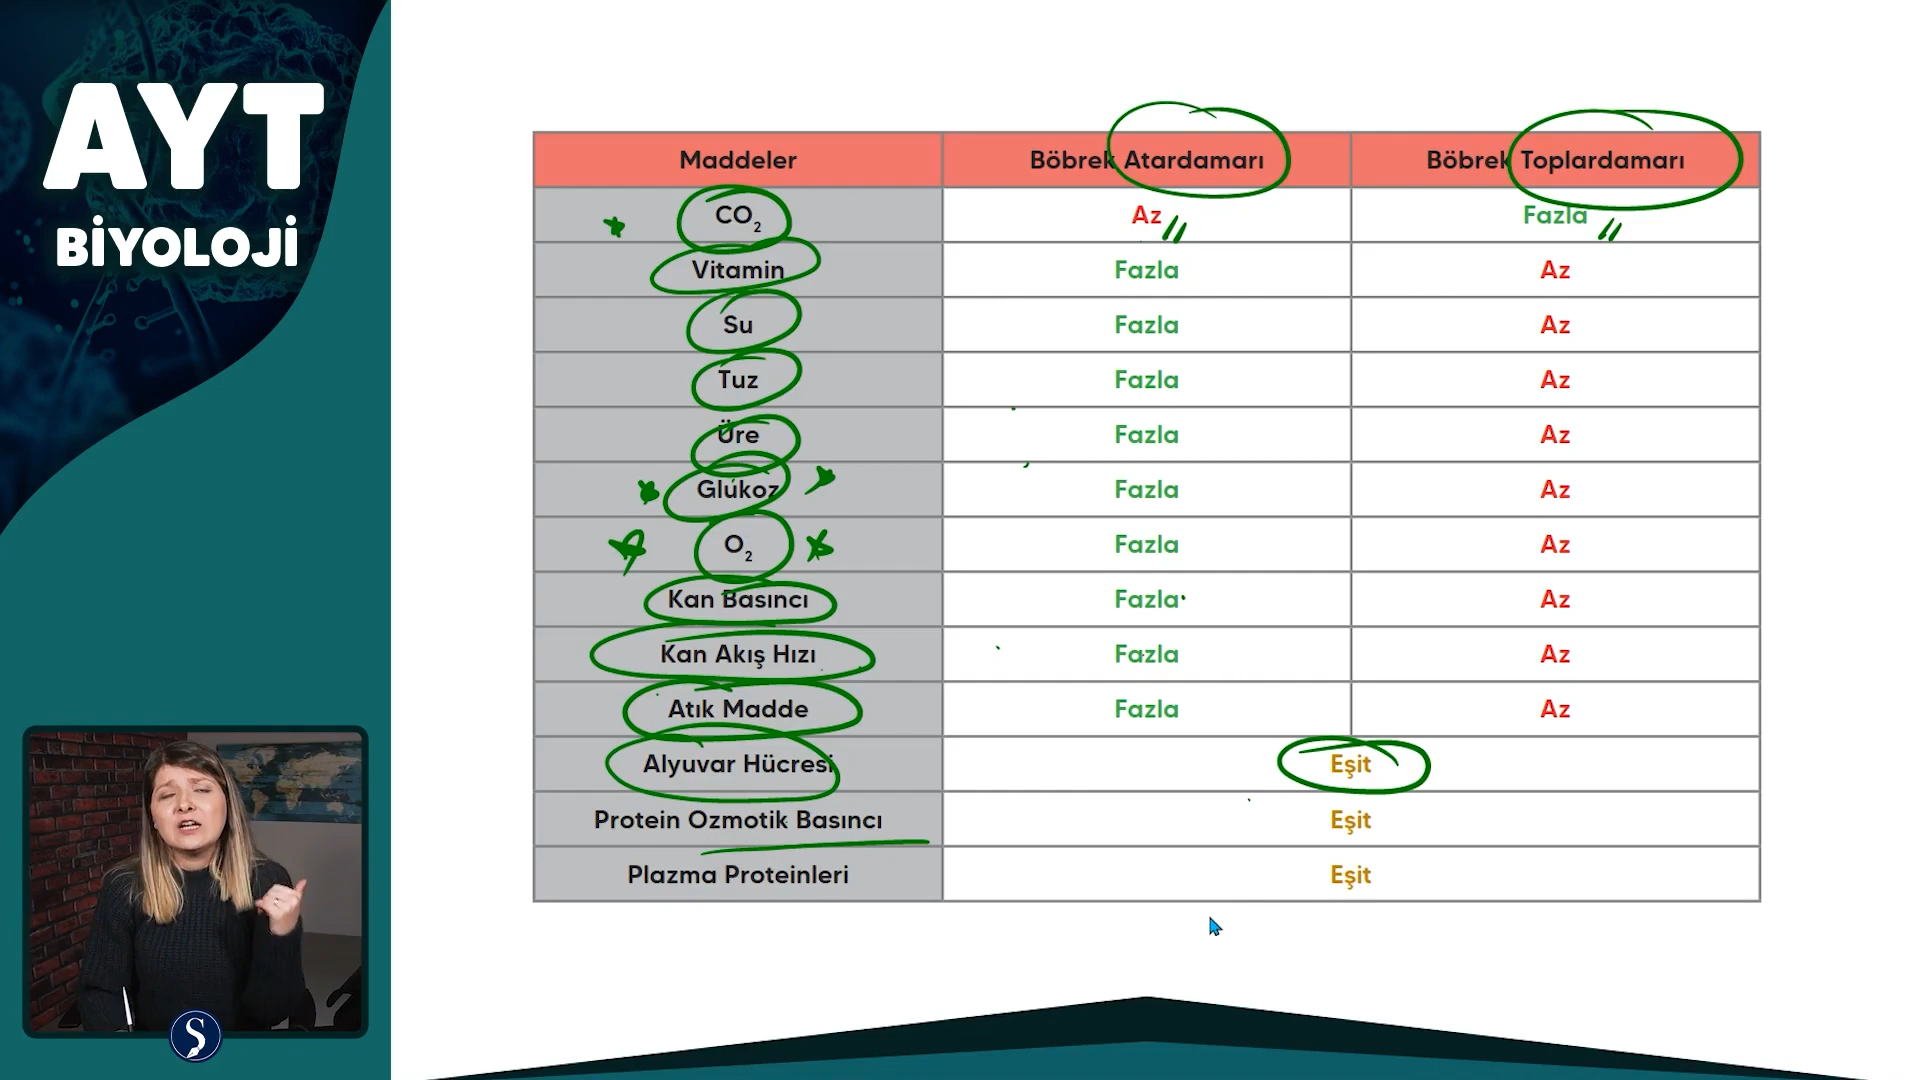 AYT
BİYOLOJİ
Maddeler Böbrek Atardamarı Böbrek Toplardamarı
CO₂ Az Fazla
Vitamin Fazla Az
Su Fazla Az
Tuz Fazla Az
Üre Fazla Az
Glukoz Fazla Az
O₂ Fazla Az
Kan Basıncı Fazla Az
Kan Akış Hızı Fazla Az
Atık Madde Fazla Az
Alyuvar Hücresi Eşit
Protein Ozmotik Basıncı Eşit
Plazma Proteinleri Eşit
Ş